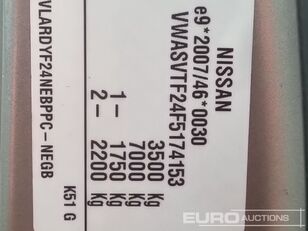 NISSAN
e9*2007/46*0030
VWASVTF24F5174153
3500 Kg
7000 Kg
1- 1750 Kg
2- 2200 Kg
VLARDYF24NEBPPC-NEGB
K51 G
EURO
AUCTIONS